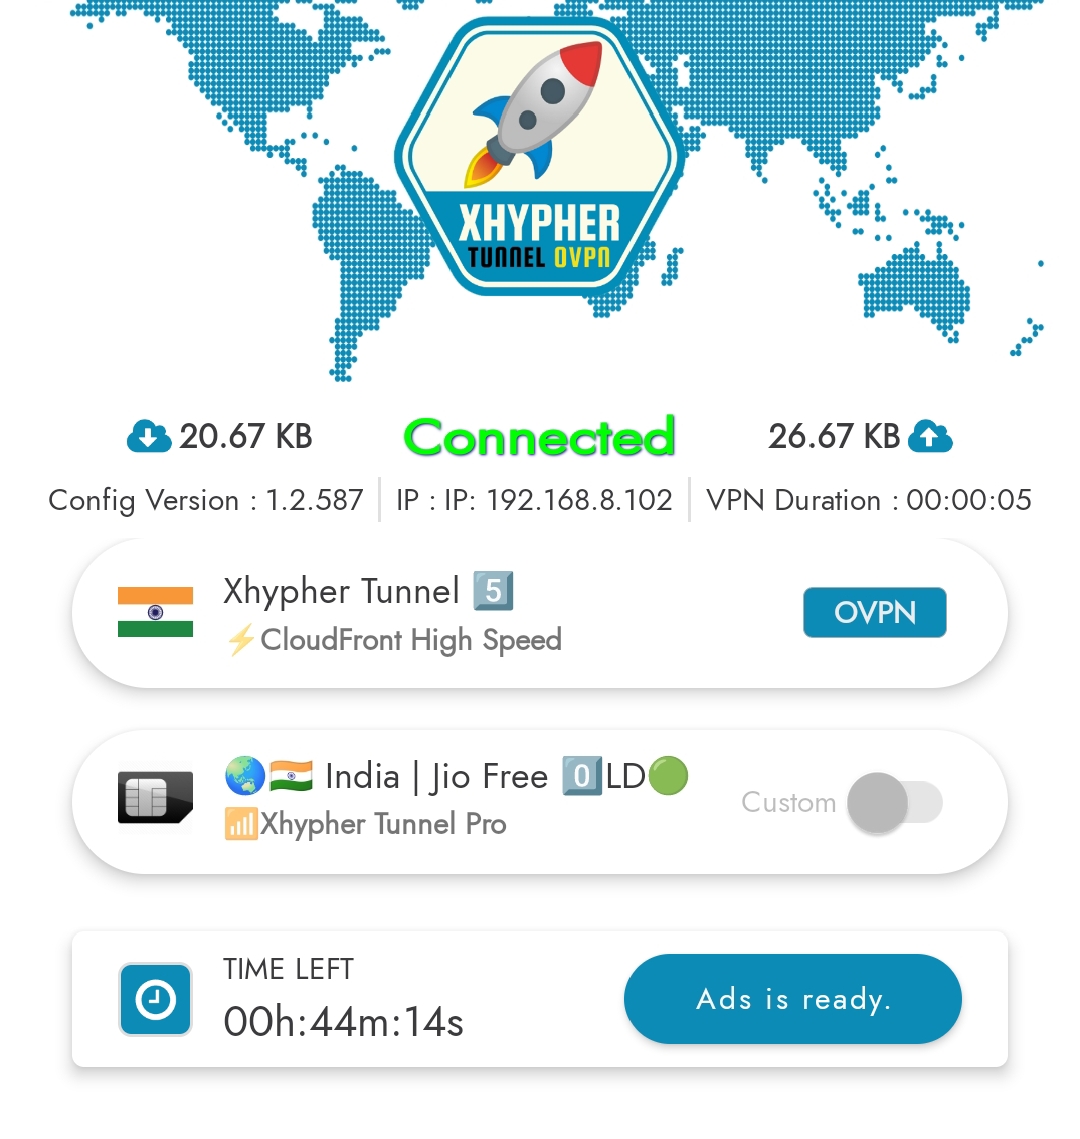 XHYPHER
TUNNEL OVPN
20.67 KB
Connected
26.67 KB
Config Version : 1.2.587
IP : IP: 192.168.8.102
VPN Duration : 00:00:05
Xhypher Tunnel 5️⃣
⚡CloudFront High Speed
OVPN
🌏🇮🇳 India | Jio Free 0️⃣LD🟢
📶Xhypher Tunnel Pro
Custom
TIME LEFT
00h:44m:14s
Ads is ready.